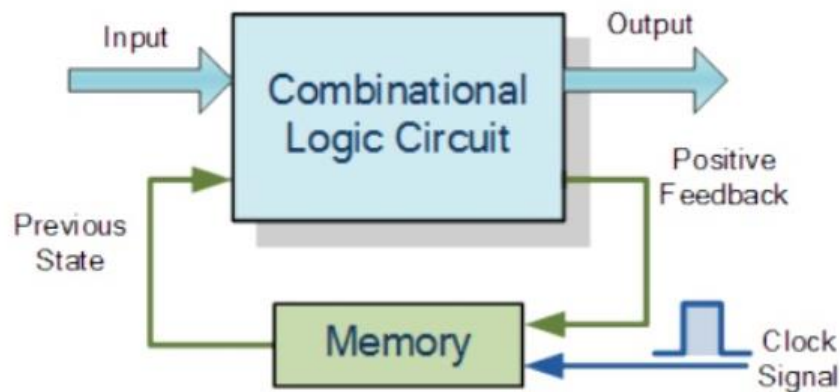 Input
Output
Combinational
Logic Circuit
Positive
Feedback
Previous
State
Memory
Clock
Signal